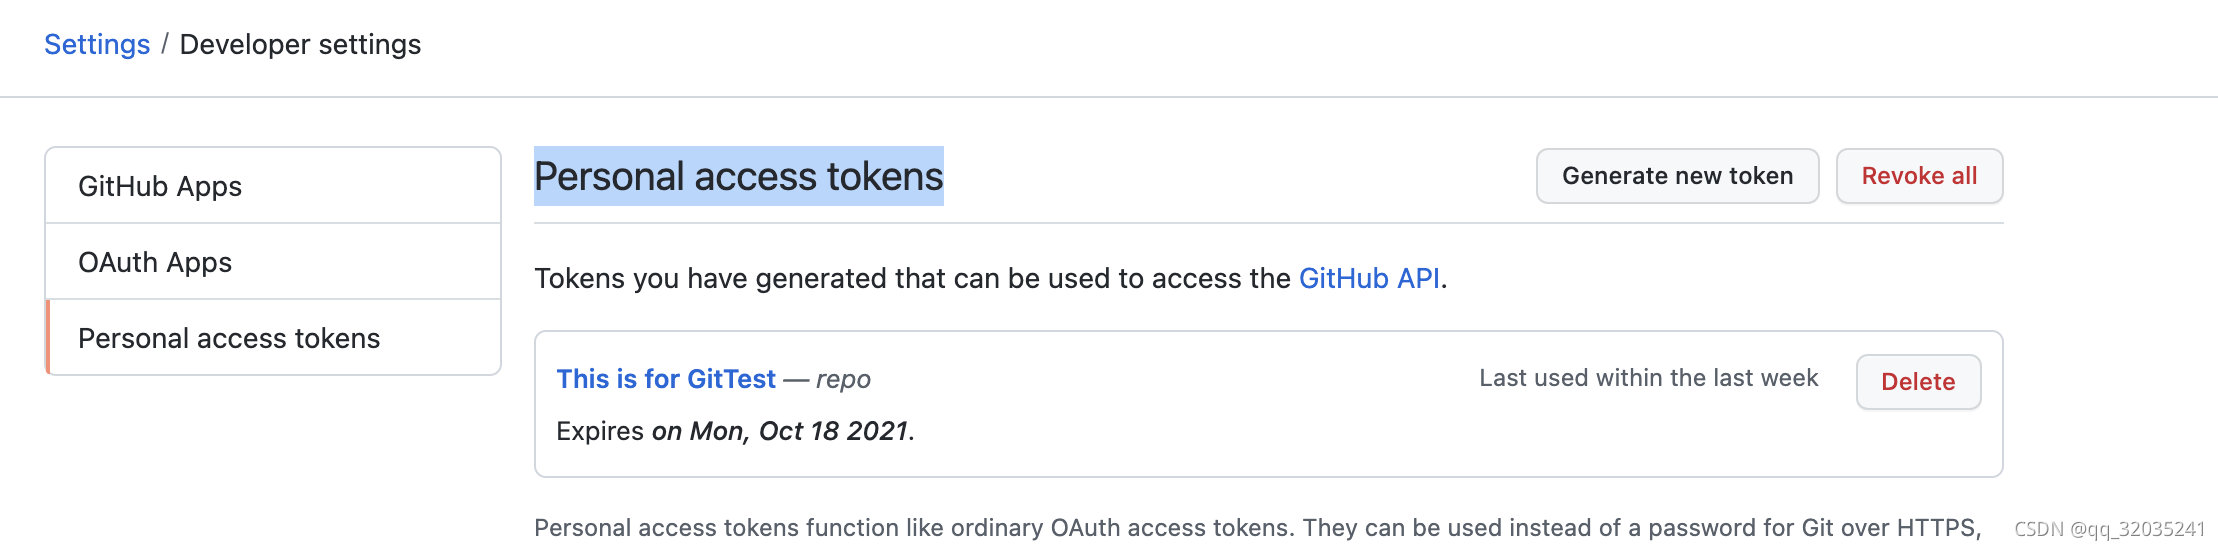 Settings / Developer settings
GitHub Apps
OAuth Apps
Personal access tokens
Personal access tokens
Generate new token
Revoke all
Tokens you have generated that can be used to access the GitHub API.
This is for GitTest — repo
Last used within the last week
Delete
Expires on Mon, Oct 18 2021.
Personal access tokens function like ordinary OAuth access tokens. They can be used instead of a password for Git over HTTPS,
CSDN @qq_32035241